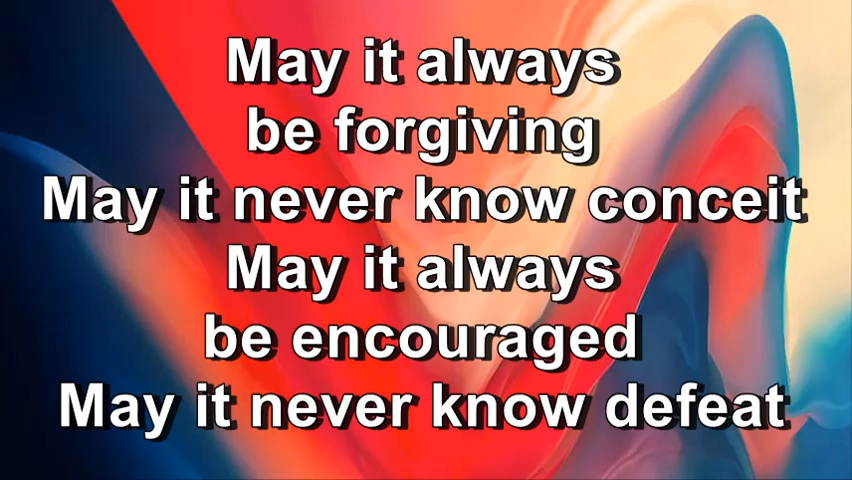 May it always
be forgiving
May it never know conceit
May it always
be encouraged
May it never know defeat